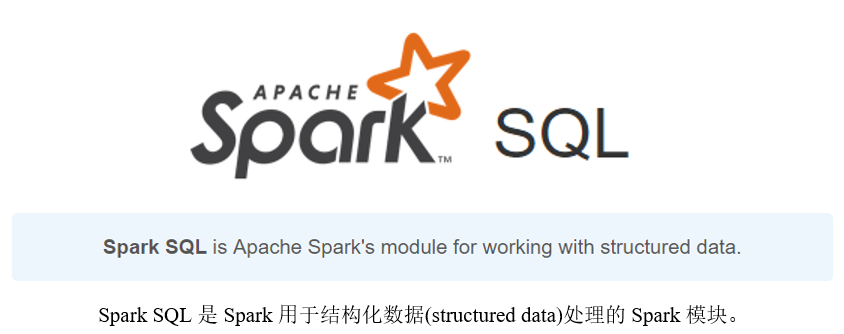 APACHE
Spark™ SQL
Spark SQL is Apache Spark's module for working with structured data.
Spark SQL 是 Spark 用于结构化数据(structured data)处理的 Spark 模块。